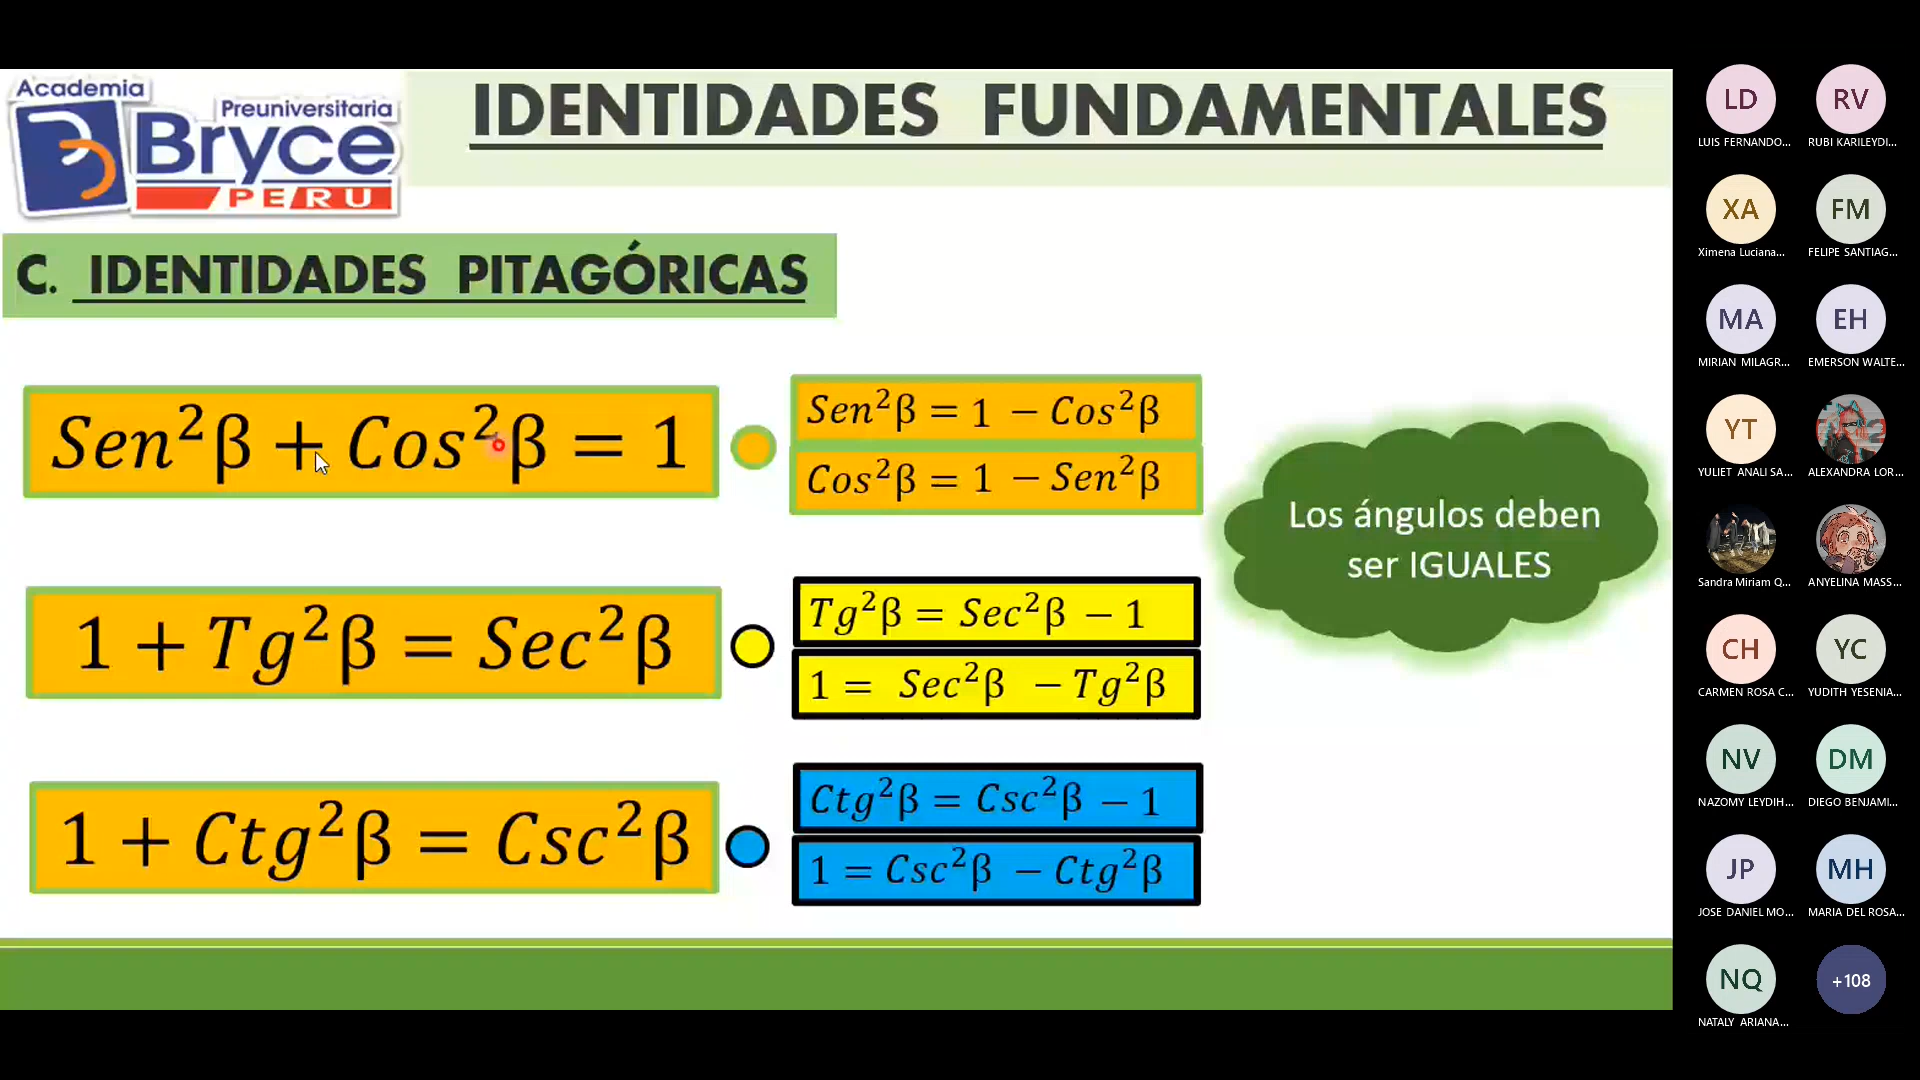 Academia
Preuniversitaria
Bryce
PERU
IDENTIDADES FUNDAMENTALES
C. IDENTIDADES PITAGÓRICAS
Sen²β + Cos²β = 1
Sen²β = 1 − Cos²β
Cos²β = 1 − Sen²β
Los ángulos deben
ser IGUALES
1 + Tg²β = Sec²β
Tg²β = Sec²β − 1
1 = Sec²β − Tg²β
1 + Ctg²β = Csc²β
Ctg²β = Csc²β − 1
1 = Csc²β − Ctg²β
LD RV
LUIS FERNANDO... RUBI KARILEYDI...
XA FM
Ximena Luciana... FELIPE SANTIAG...
MA EH
MIRIAN MILAGR... EMERSON WALTE...
YT
YULIET ANALI SA... ALEXANDRA LOR...
Sandra Miriam Q... ANYELINA MASS...
CH YC
CARMEN ROSA C... YUDITH YESENIA...
NV DM
NAZOMY LEYDIH... DIEGO BENJAMI...
JP MH
JOSE DANIEL MO... MARIA DEL ROSA...
NQ +108
NATALY ARIANA...